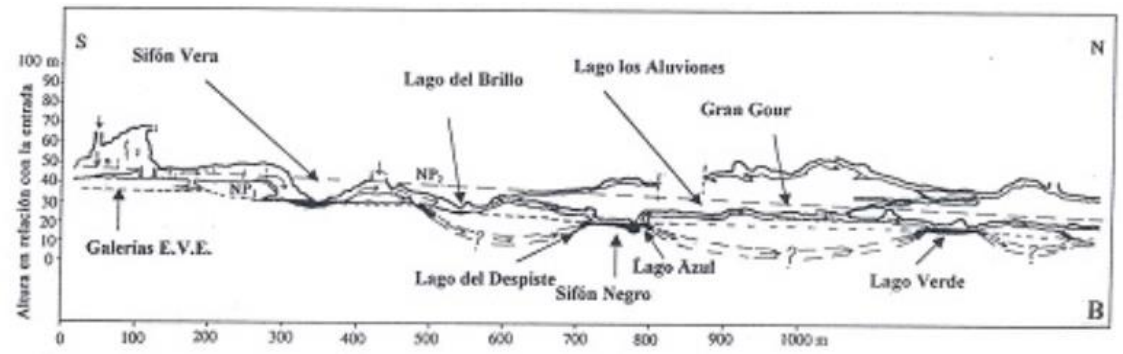 S
N
Sifón Vera
Lago del Brillo
Lago los Aluviones
Gran Gour
Altura en relación con la entrada
100 m
90
80
70
60
50
40
30
20
10
0
NP1
NP2
Galerías E.V.E.
Lago del Despiste
Sifón Negro
Lago Azul
Lago Verde
?
?
?
B
0 100 200 300 400 500 600 700 800 900 1000 m